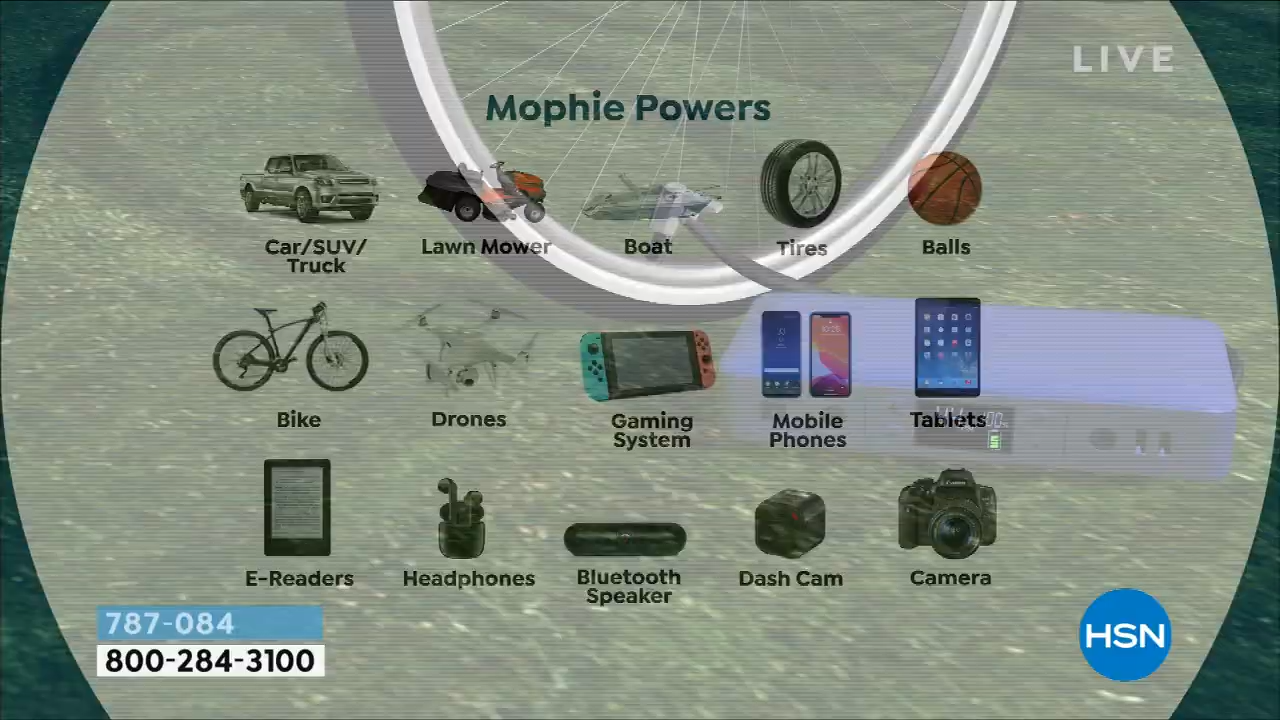 LIVE
Mophie Powers
Car/SUV/
Truck
Lawn Mower
Boat
Tires
Balls
Bike
Drones
Gaming
System
Mobile
Phones
Tablets
E-Readers
Headphones
Bluetooth
Speaker
Dash Cam
Camera
787-084
800-284-3100
HSN